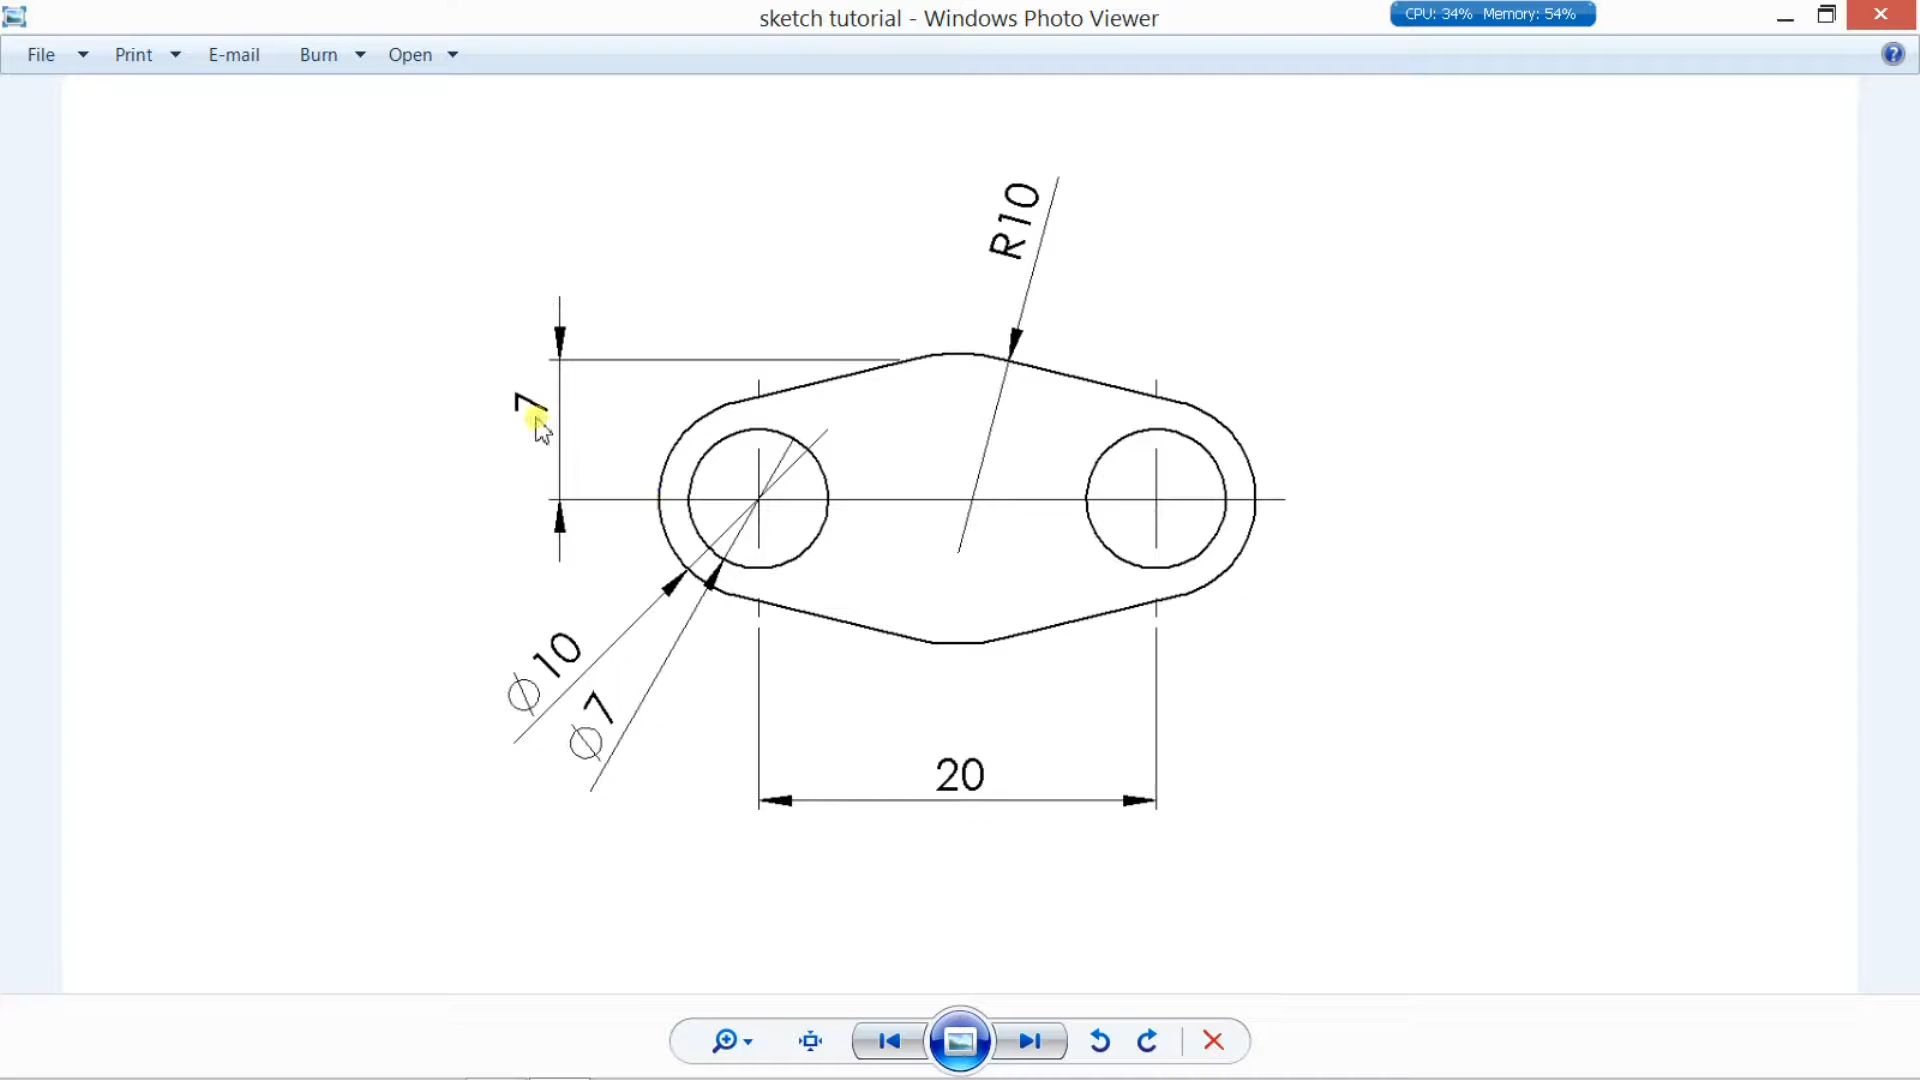 sketch tutorial - Windows Photo Viewer
CPU: 34% Memory: 54%
File Print E-mail Burn Open
R10
7
∅10
∅7
20